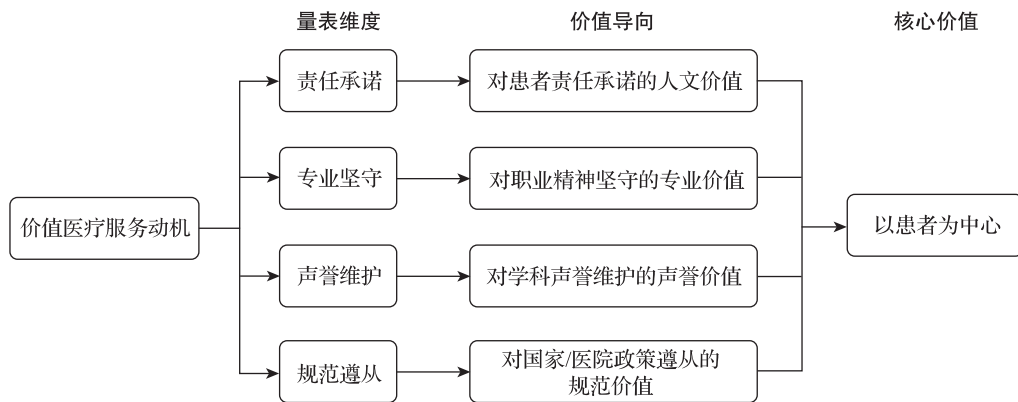 量表维度
价值导向
核心价值
责任承诺
对患者责任承诺的人文价值
专业坚守
对职业精神坚守的专业价值
价值医疗服务动机
以患者为中心
声誉维护
对学科声誉维护的声誉价值
规范遵从
对国家/医院政策遵从的
规范价值